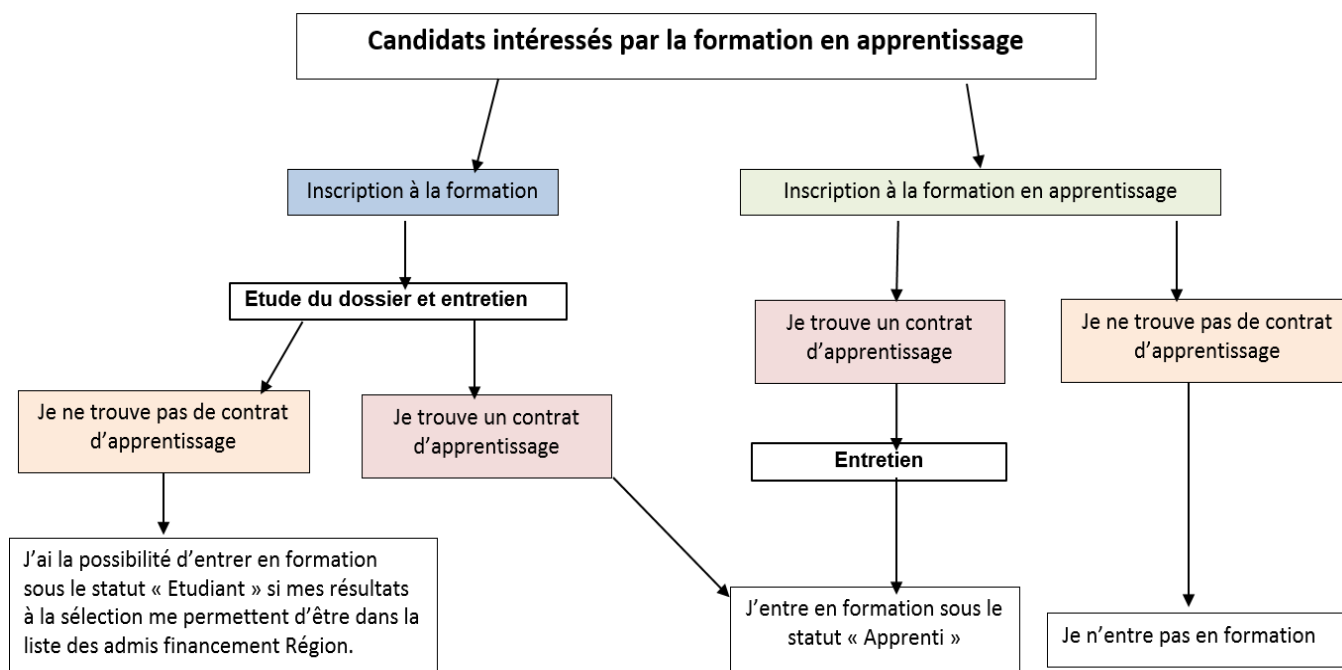 Candidats intéressés par la formation en apprentissage
Inscription à la formation
Inscription à la formation en apprentissage
Etude du dossier et entretien
Je trouve un contrat
d’apprentissage
Je ne trouve pas de contrat
d’apprentissage
Je ne trouve pas de contrat
d’apprentissage
Je trouve un contrat
d’apprentissage
Entretien
J’ai la possibilité d’entrer en formation
sous le statut « Etudiant » si mes résultats
à la sélection me permettent d’être dans la
liste des admis financement Région.
J’entre en formation sous le
statut « Apprenti »
Je n’entre pas en formation